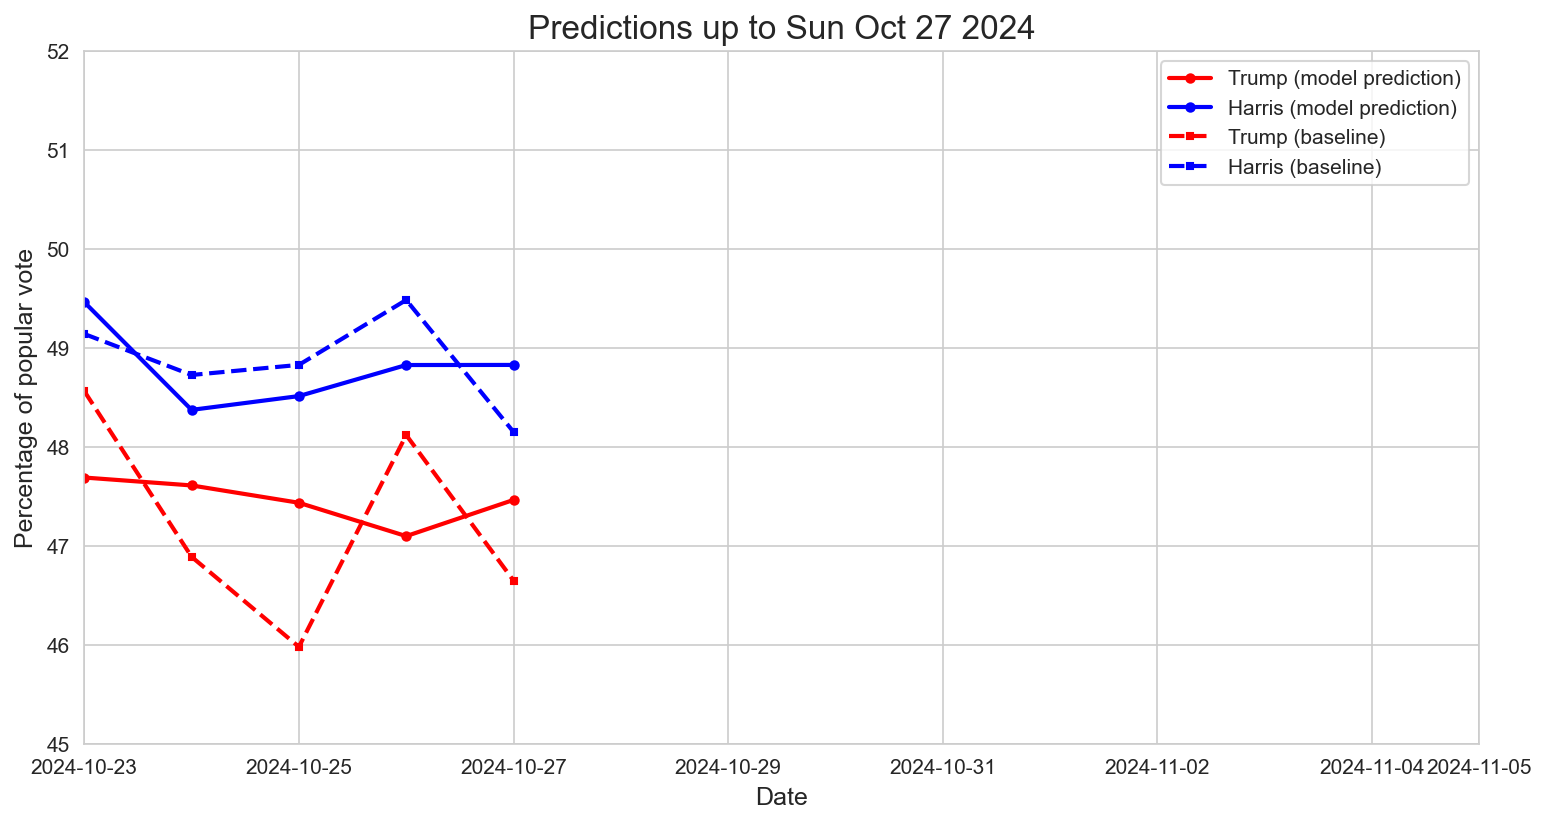 Predictions up to Sun Oct 27 2024
Trump (model prediction)
Harris (model prediction)
Trump (baseline)
Harris (baseline)
Percentage of popular vote
52
51
50
49
48
47
46
45
2024-10-23 2024-10-25 2024-10-27 2024-10-29 2024-10-31 2024-11-02 2024-11-04 2024-11-05
Date